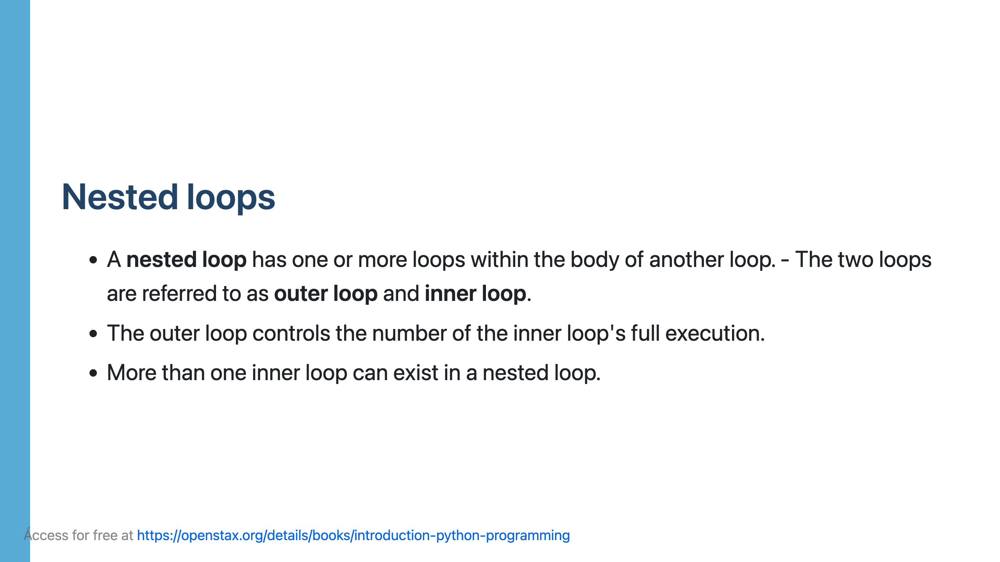 Nested loops
• A nested loop has one or more loops within the body of another loop. - The two loops
are referred to as outer loop and inner loop.
• The outer loop controls the number of the inner loop's full execution.
• More than one inner loop can exist in a nested loop.
Áccess for free at https://openstax.org/details/books/introduction-python-programming